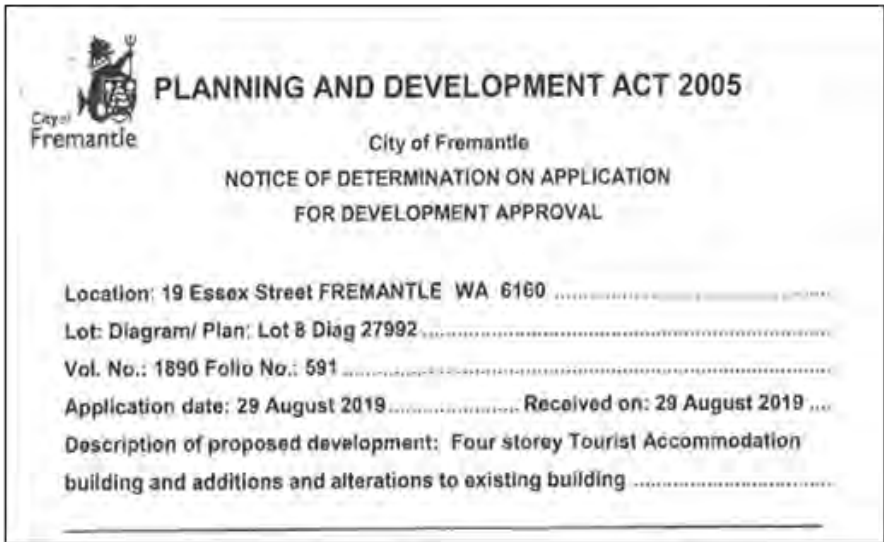 City of
Fremantle
PLANNING AND DEVELOPMENT ACT 2005
City of Fremantle
NOTICE OF DETERMINATION ON APPLICATION
FOR DEVELOPMENT APPROVAL
Location: 19 Essex Street FREMANTLE WA 6160
Lot: Diagram/ Plan: Lot 8 Diag 27992
Vol. No.: 1890 Folio No.: 591
Application date: 29 August 2019 Received on: 29 August 2019
Description of proposed development: Four storey Tourist Accommodation
building and additions and alterations to existing building